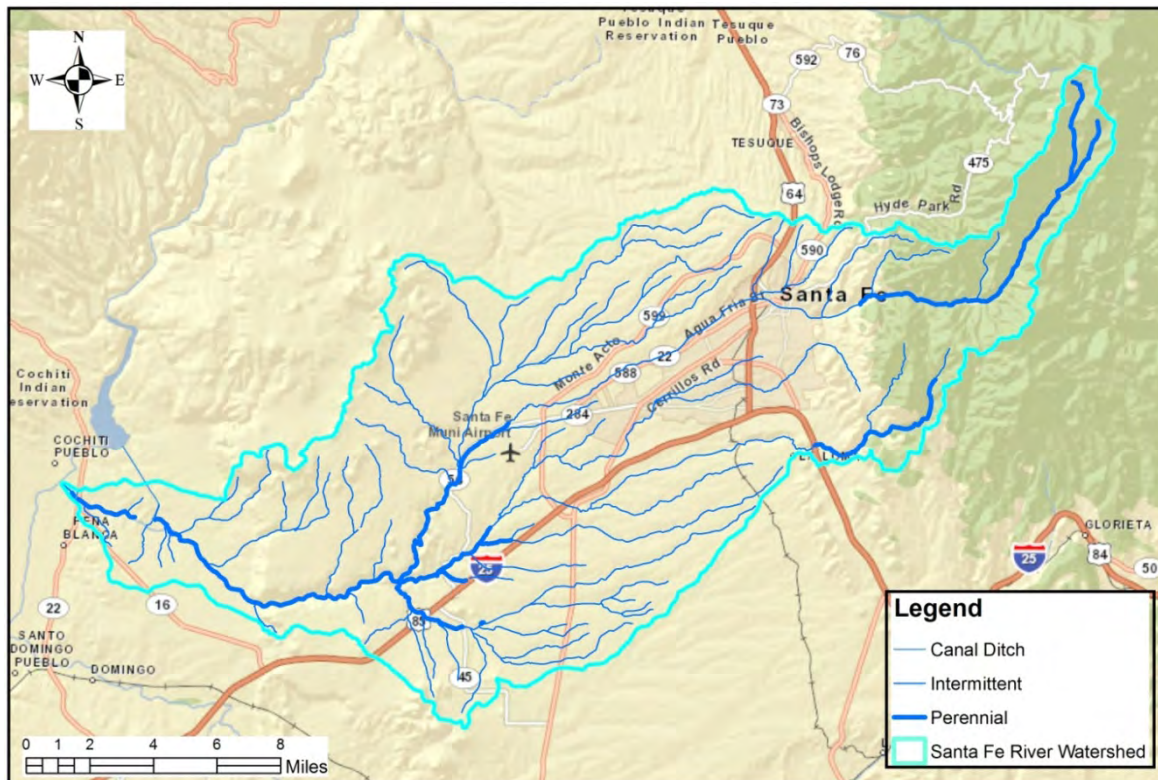 N
W E
S
Tesuque
Pueblo Indian
Reservation
Tesuque
Pueblo
76
592
73
Bishops Lodge Rd
TESUQUE
475
Hyde Park Rd
64
590
Santa Fe
599
Agua Fria St
Monte Acto
22
588
Cerrillos Rd
284
Santa Fe
Muni Airport
Cochiti
Indian
eservation
COCHITI
PUEBLO
PENA
BLANCA
25
GLORIETA
25
84
50
22
16
85
45
SANTO
DOMINGO
PUEBLO
DOMINGO
Legend
Canal Ditch
Intermittent
Perennial
Santa Fe River Watershed
0 1 2 4 6 8
Miles